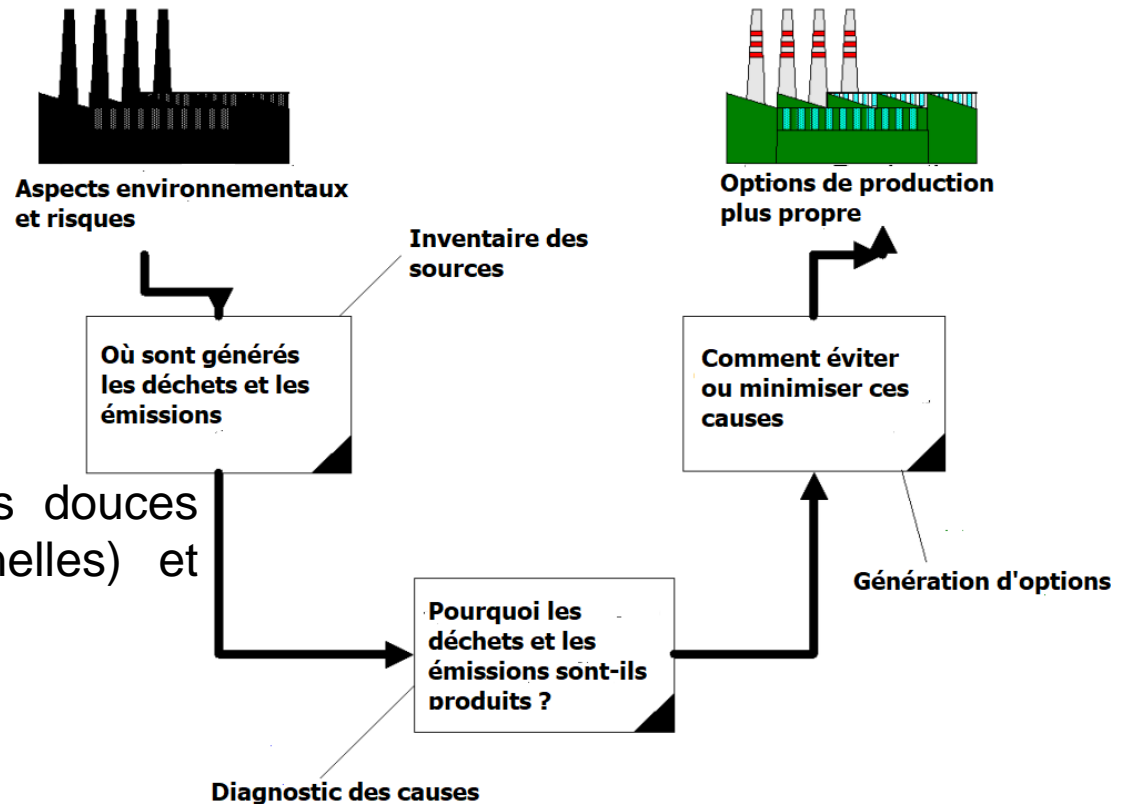 Aspects environnementaux
et risques
Options de production
plus propre
Inventaire des
sources
Où sont générés
les déchets et les
émissions
Comment éviter
ou minimiser ces
causes
s douces
nelles) et
Génération d'options
Pourquoi les
déchets et les
émissions sont-ils
produits ?
Diagnostic des causes